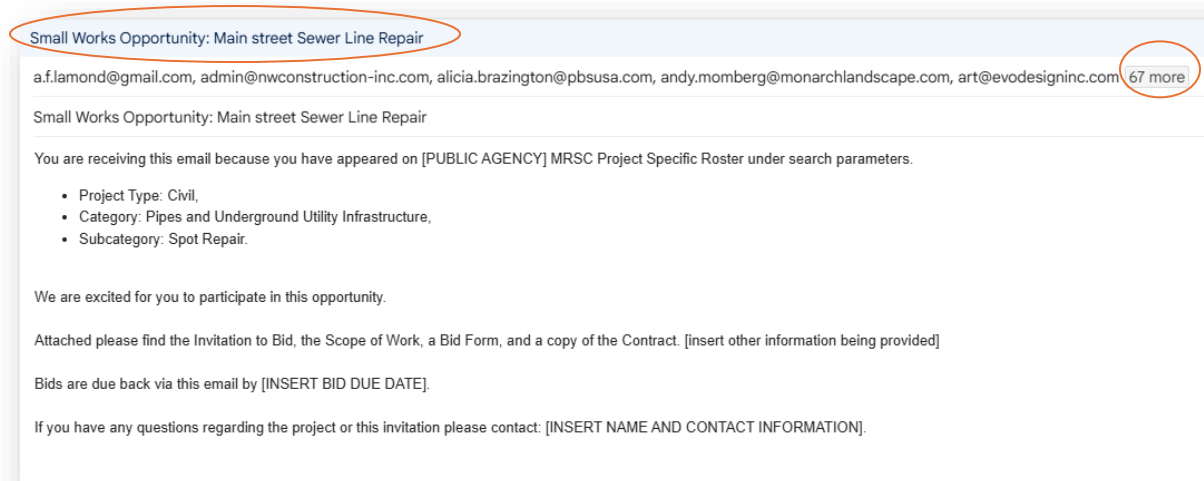 Small Works Opportunity: Main street Sewer Line Repair
a.f.lamond@gmail.com, admin@nwconstruction-inc.com, alicia.brazington@pbsusa.com, andy.momberg@monarchlandscape.com, art@evodesigninc.com 67 more
Small Works Opportunity: Main street Sewer Line Repair
You are receiving this email because you have appeared on [PUBLIC AGENCY] MRSC Project Specific Roster under search parameters.
• Project Type: Civil,
• Category: Pipes and Underground Utility Infrastructure,
• Subcategory: Spot Repair.
We are excited for you to participate in this opportunity.
Attached please find the Invitation to Bid, the Scope of Work, a Bid Form, and a copy of the Contract. [insert other information being provided]
Bids are due back via this email by [INSERT BID DUE DATE].
If you have any questions regarding the project or this invitation please contact: [INSERT NAME AND CONTACT INFORMATION].